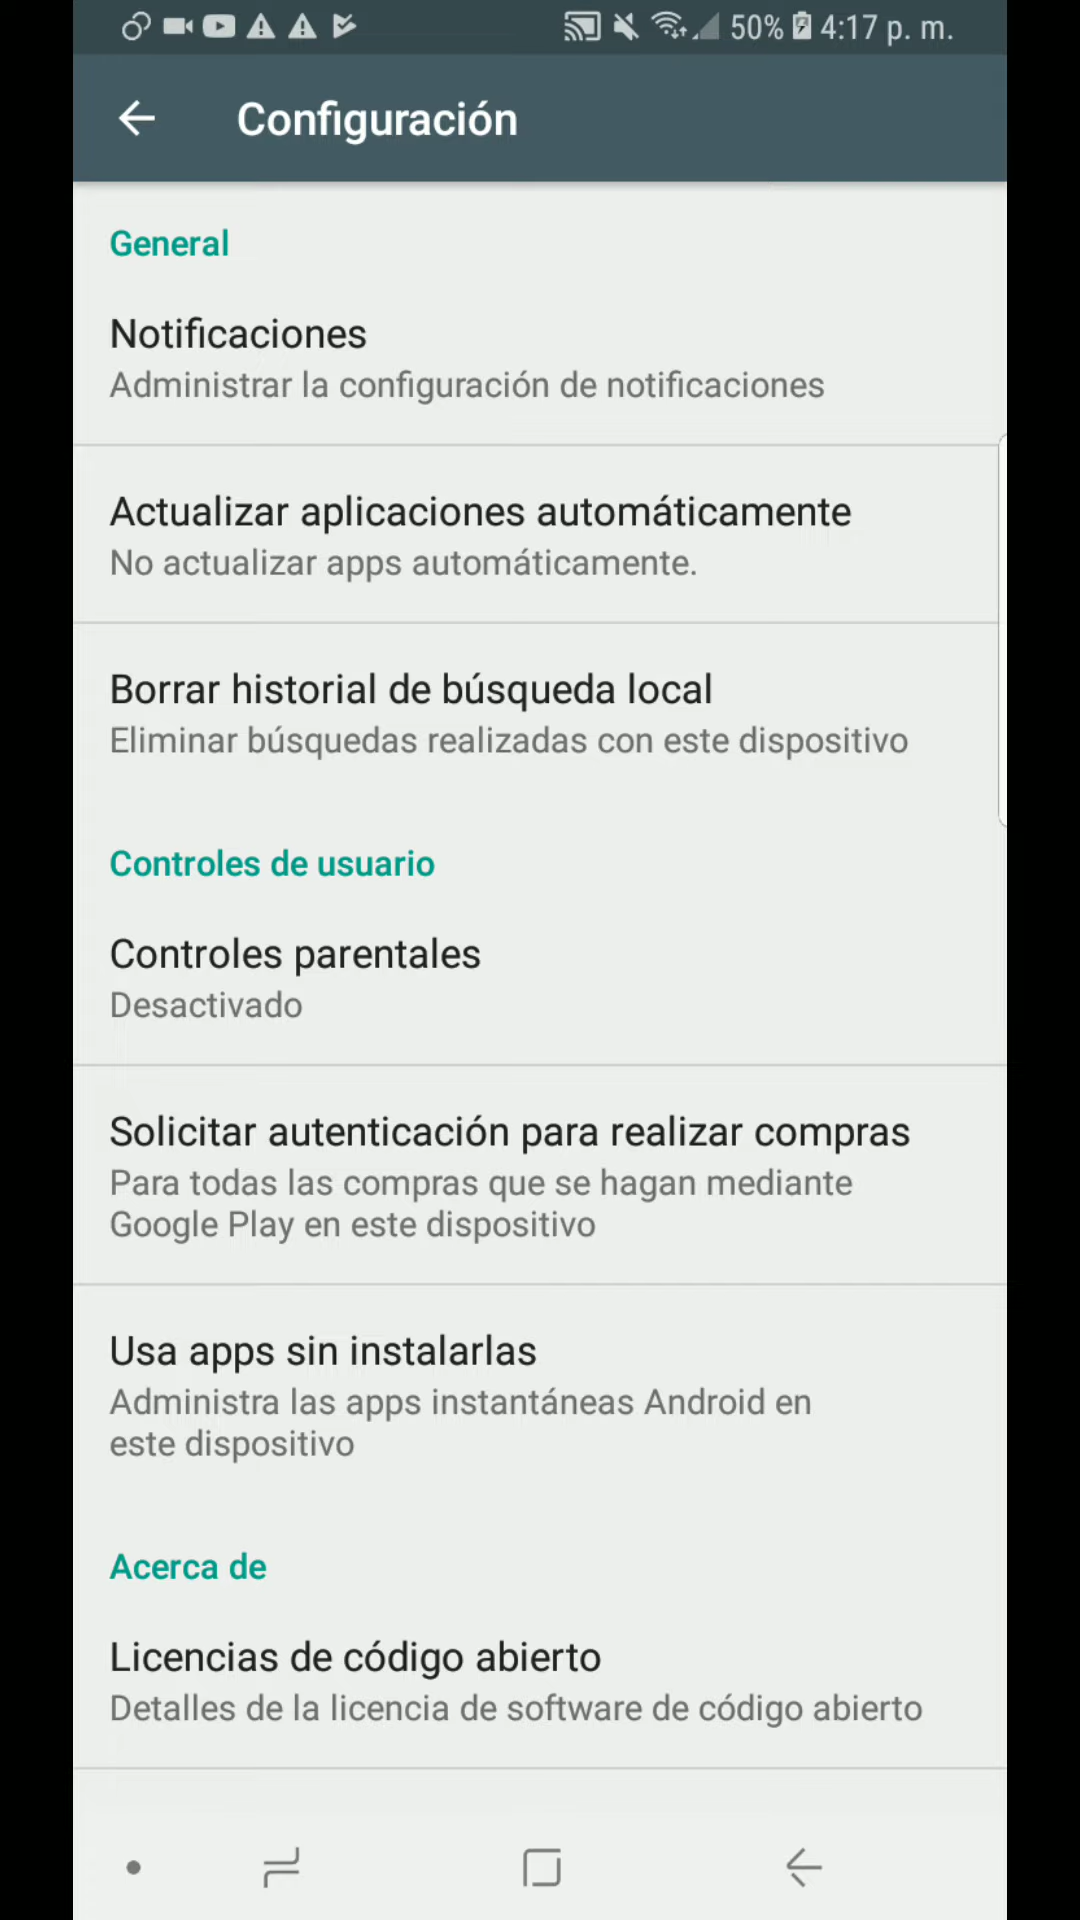 50% 4:17 p. m.
Configuración
General
Notificaciones
Administrar la configuración de notificaciones
Actualizar aplicaciones automáticamente
No actualizar apps automáticamente.
Borrar historial de búsqueda local
Eliminar búsquedas realizadas con este dispositivo
Controles de usuario
Controles parentales
Desactivado
Solicitar autenticación para realizar compras
Para todas las compras que se hagan mediante
Google Play en este dispositivo
Usa apps sin instalarlas
Administra las apps instantáneas Android en
este dispositivo
Acerca de
Licencias de código abierto
Detalles de la licencia de software de código abierto